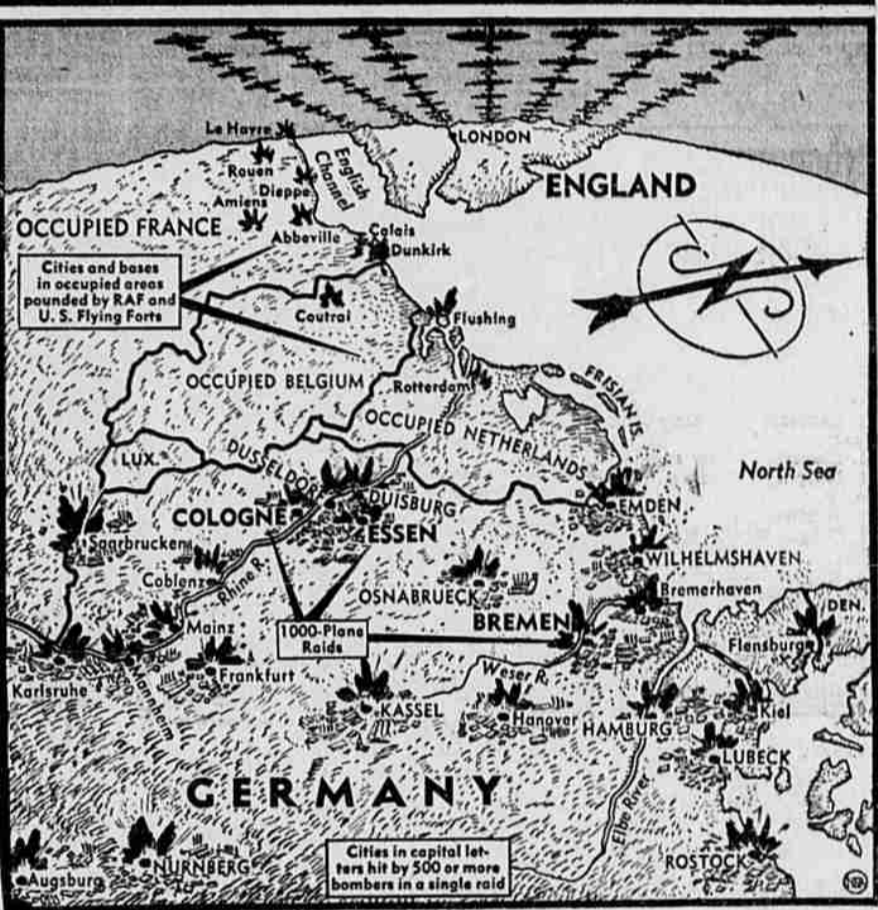 Le Havre
LONDON
Rouen
English
Channel
ENGLAND
Dieppe
Amiens
OCCUPIED FRANCE
Abbeville
Calais
Dunkirk
Cities and bases
in occupied areas
pounded by RAF and
U. S. Flying Forts
Coutrai
Flushing
OCCUPIED BELGIUM
Rotterdam
FRISIAN IS.
OCCUPIED NETHERLANDS
LUX.
DUSSELDORF
North Sea
DUISBURG
EMDEN
COLOGNE
ESSEN
Saarbrucken
WILHELMSHAVEN
Coblenz
Rhine R.
OSNABRUECK
Bremerhaven
DEN.
BREMEN
Mainz
1000-Plane
Raids
Flensburg
Weser R.
Karlsruhe
Mannheim
Frankfurt
KASSEL
Hanover
HAMBURG
Kiel
LUBECK
GERMANY
Elbe River
Cities in capital let-
ters hit by 500 or more
bombers in a single raid
NURNBERG
Augsburg
ROSTOCK